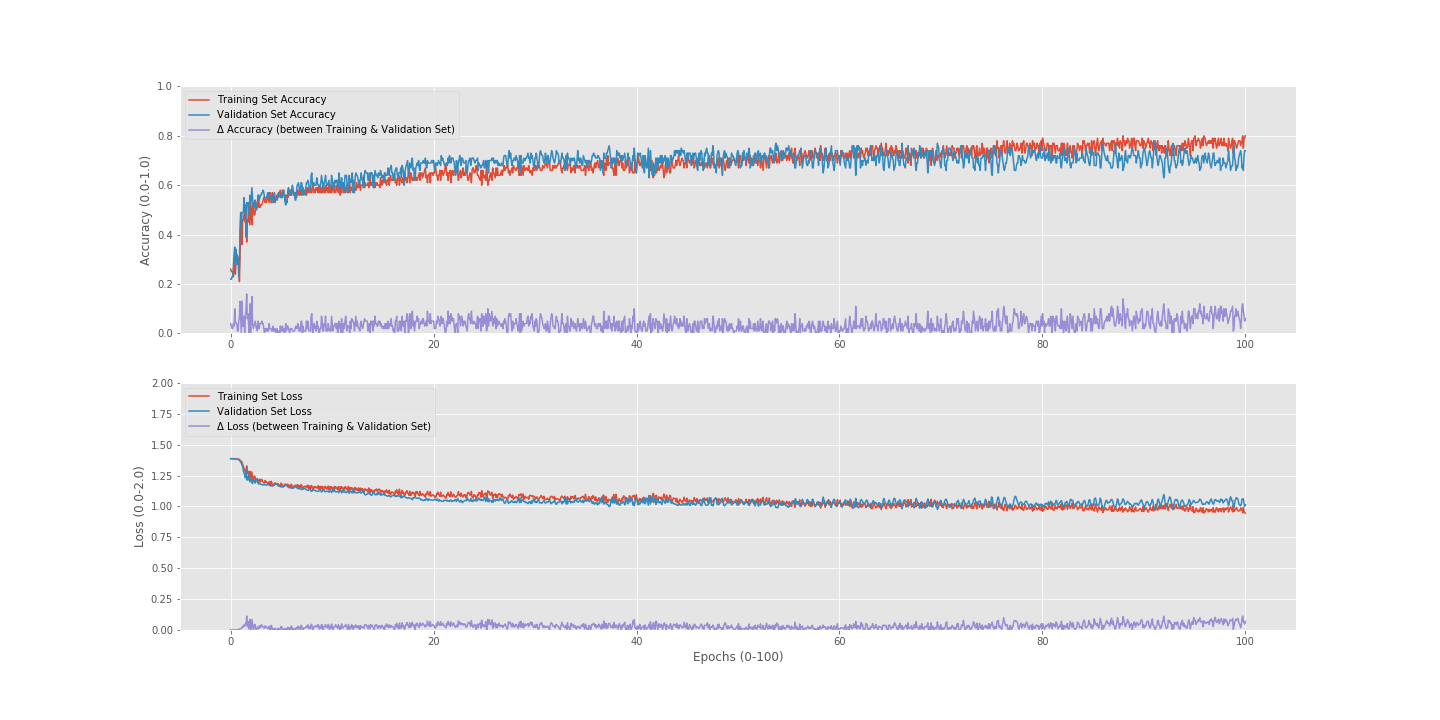 1.0
0.8
0.6
0.4
0.2
0.0
Accuracy (0.0-1.0)
Training Set Accuracy
Validation Set Accuracy
Δ Accuracy (between Training & Validation Set)
0 20 40 60 80 100
2.00
1.75
1.50
1.25
1.00
0.75
0.50
0.25
0.00
Loss (0.0-2.0)
Training Set Loss
Validation Set Loss
Δ Loss (between Training & Validation Set)
0 20 40 60 80 100
Epochs (0-100)